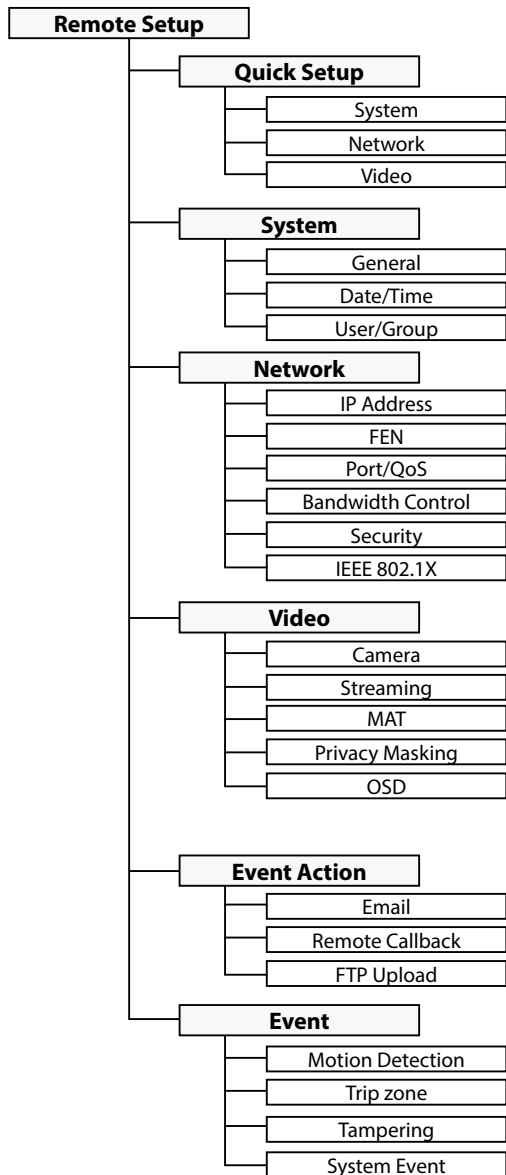 Remote Setup
Quick Setup
System
Network
Video
System
General
Date/Time
User/Group
Network
IP Address
FEN
Port/QoS
Bandwidth Control
Security
IEEE 802.1X
Video
Camera
Streaming
MAT
Privacy Masking
OSD
Event Action
Email
Remote Callback
FTP Upload
Event
Motion Detection
Trip zone
Tampering
System Event